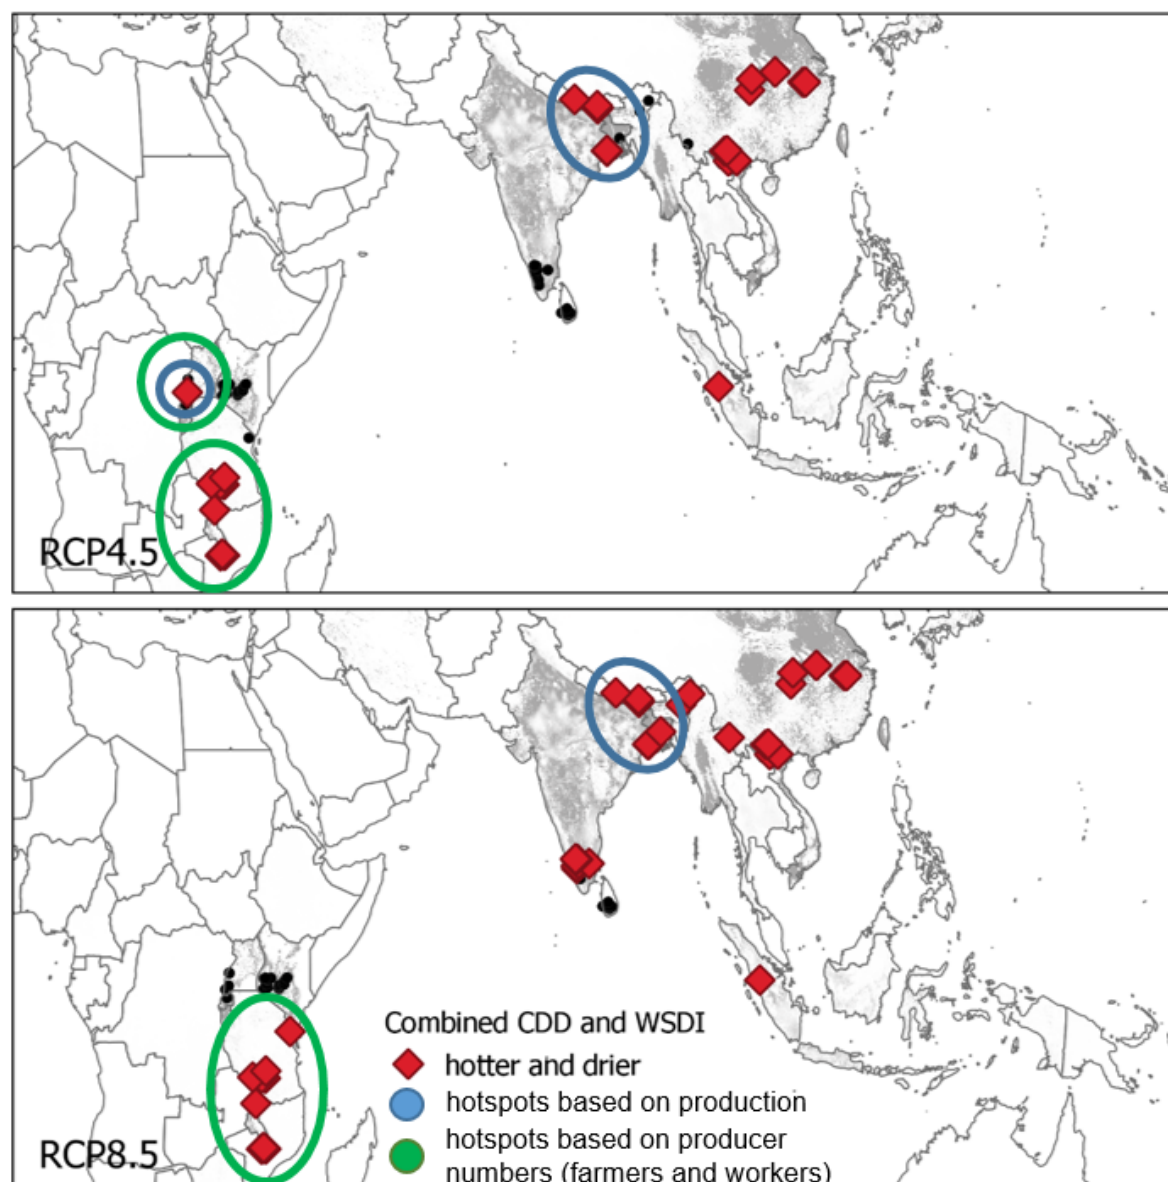 RCP4.5
Combined CDD and WSDI
hotter and drier
hotspots based on production
hotspots based on producer
numbers (farmers and workers)
RCP8.5